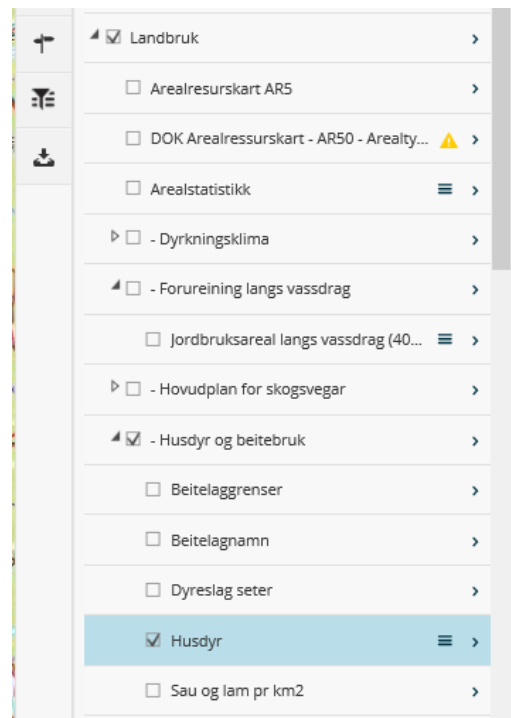 Landbruk
Arealresurskart AR5
DOK Arealressurskart - AR50 - Arealty...
Arealstatistikk
- Dyrkningsklima
- Forureining langs vassdrag
Jordbruksareal langs vassdrag (40...
- Hovudplan for skogsvegar
- Husdyr og beitebruk
Beitelaggrenser
Beitelagnamn
Dyreslag seter
Husdyr
Sau og lam pr km2